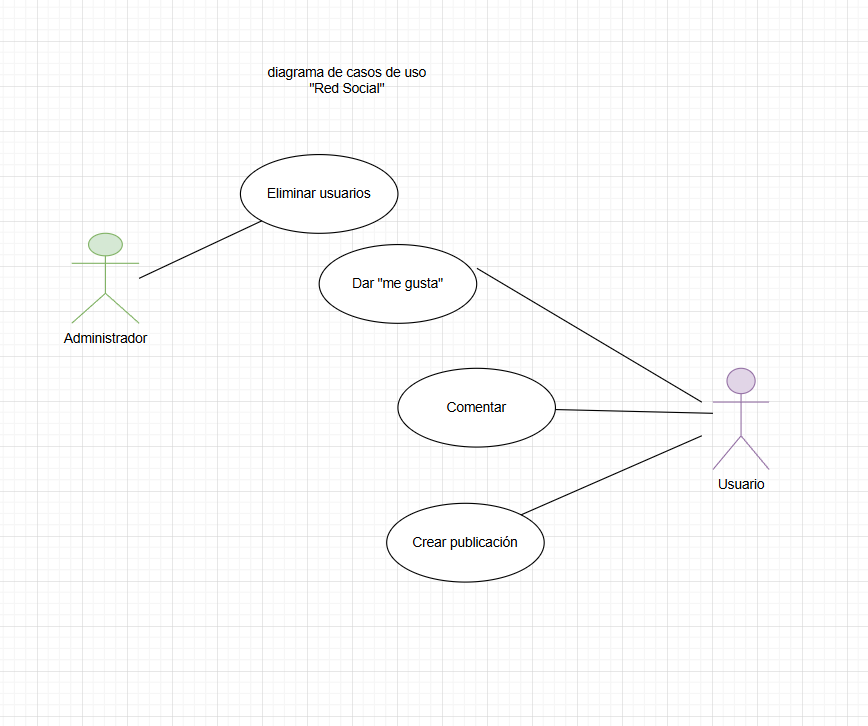 diagrama de casos de uso
"Red Social"
Eliminar usuarios
Dar "me gusta"
Administrador
Comentar
Usuario
Crear publicación